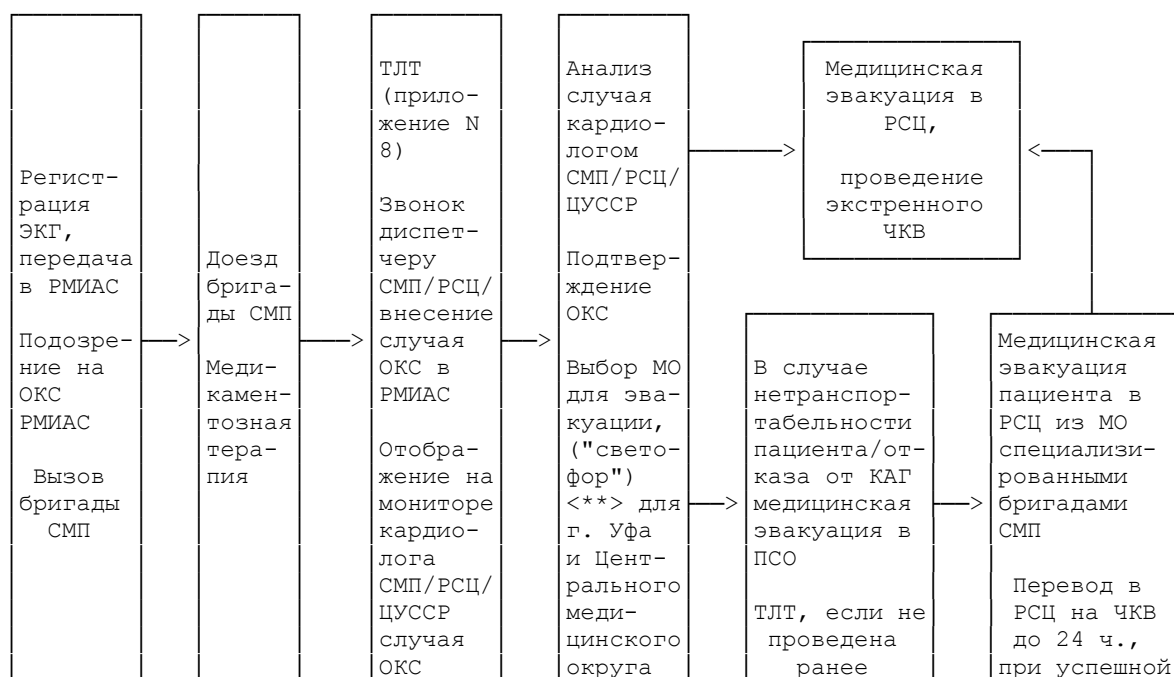 Регист-
рация
ЭКГ,
передача
в РМИАС
Подозре-
ние на
ОКС
РМИАС
Вызов
бригады
СМП
Доезд
брига-
ды СМП
Меди-
камен-
тозная
тера-
пия
ТЛТ
(прило-
жение N
8)
Звонок
диспет-
черу
СМП/РСЦ/
внесение
случая
ОКС в
РМИАС
Отобра-
жение на
мониторе
кардио-
лога
СМП/РСЦ/
ЦУССР
случая
ОКС
Анализ
случая
кардио-
логом
СМП/РСЦ/
ЦУССР
Подтвер-
ждение
ОКС
Выбор МО
для эва-
куации,
("свето-
фор")
<**> для
г. Уфа
и Цент-
рального
меди-
цинского
округа
Медицинская
эвакуация в
РСЦ,
проведение
экстренного
ЧКВ
В случае
нетранспор-
табельности
пациента/от-
каза от КАГ
медицинская
эвакуация в
ПСО
ТЛТ, если не
проведена
ранее
Медицинская
эвакуация
пациента в
РСЦ из МО
специализи-
рованными
бригадами
СМП
Перевод в
РСЦ на ЧКВ
до 24 ч.,
при успешной